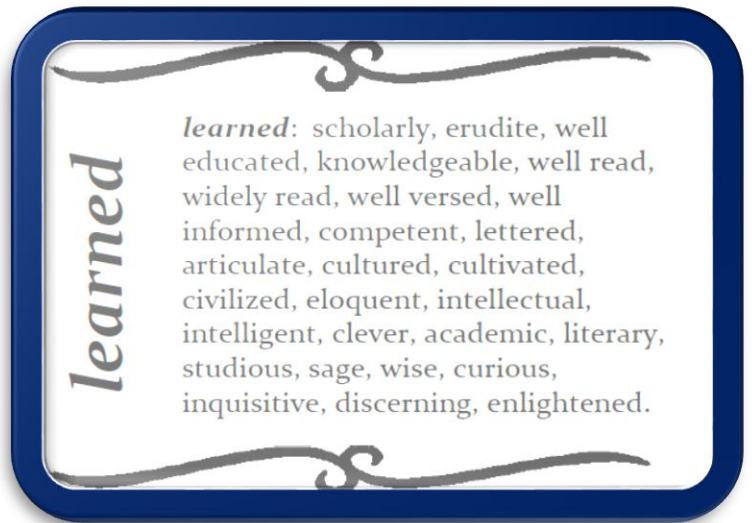 learned
learned: scholarly, erudite, well
educated, knowledgeable, well read,
widely read, well versed, well
informed, competent, lettered,
articulate, cultured, cultivated,
civilized, eloquent, intellectual,
intelligent, clever, academic, literary,
studious, sage, wise, curious,
inquisitive, discerning, enlightened.